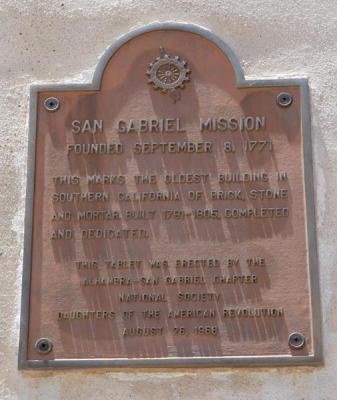 SAN GABRIEL MISSION
FOUNDED SEPTEMBER 8, 1771
THIS MARKS THE OLDEST BUILDING IN
SOUTHERN CALIFORNIA OF BRICK, STONE
AND MORTAR. BUILT 1791-1805, COMPLETED
AND DEDICATED.
THIS TABLET WAS ERECTED BY THE
ALHAMBRA-SAN GABRIEL CHAPTER
NATIONAL SOCIETY
DAUGHTERS OF THE AMERICAN REVOLUTION
AUGUST 26, 1966